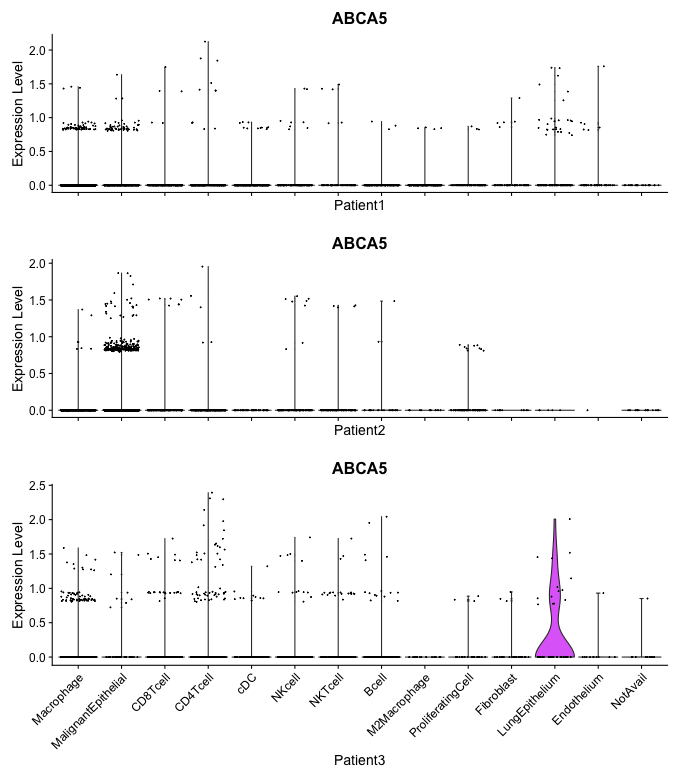 ABCA5
Expression Level
2.0
1.5
1.0
0.5
0.0
Patient1
ABCA5
Expression Level
2.0
1.5
1.0
0.5
0.0
Patient2
ABCA5
Expression Level
2.5
2.0
1.5
1.0
0.5
0.0
Macrophage
MalignantEpithelial
CD8Tcell
CD4Tcell
cDC
NKcell
NKTcell
Bcell
M2Macrophage
ProliferatingCell
Fibroblast
LungEpithelium
Endothelium
NotAvail
Patient3